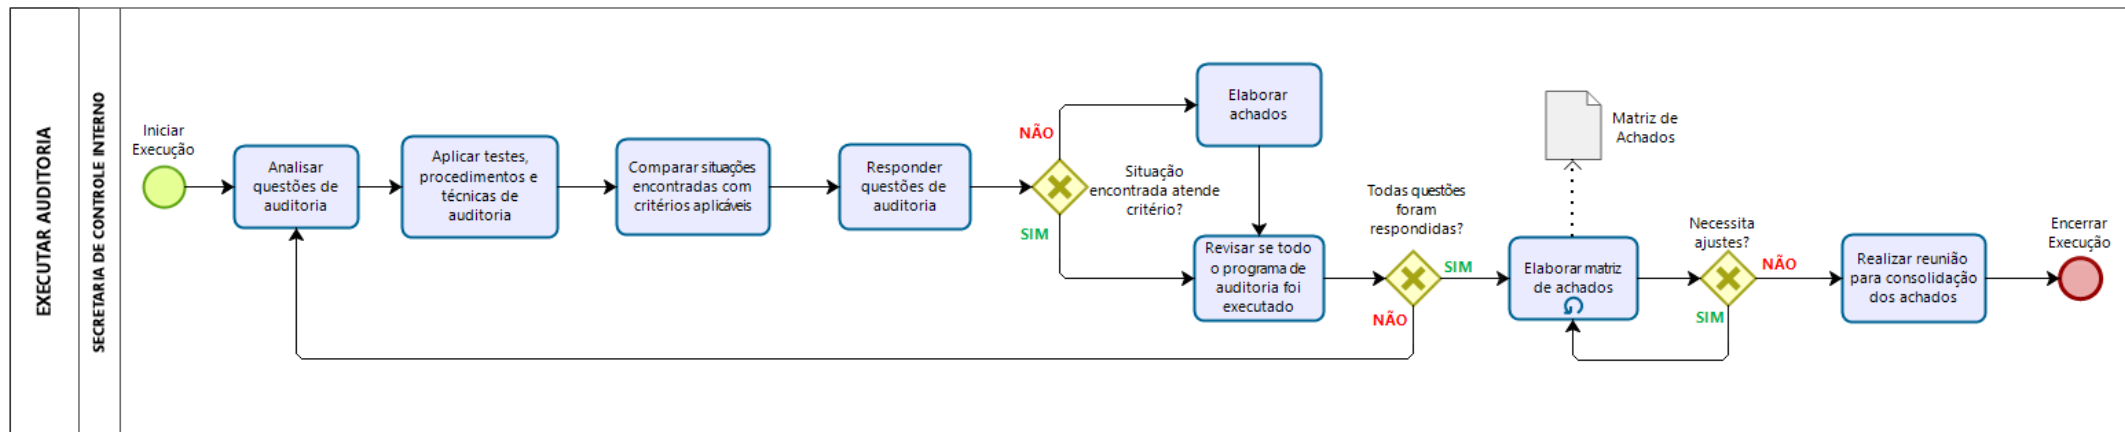 EXECUTAR AUDITORIA
SECRETARIA DE CONTROLE INTERNO
Iniciar
Execução
Analisar
questões de
auditoria
Aplicar testes,
procedimentos e
técnicas de
auditoria
Comparar situações
encontradas com
critérios aplicáveis
Responder
questões de
auditoria
NÃO
SIM
Situação
encontrada atende
critério?
Elaborar
achados
Revisar se todo
o programa de
auditoria foi
executado
Todas questões
foram
respondidas?
SIM
NÃO
Elaborar matriz
de achados
Matriz de
Achados
Necessita
ajustes?
NÃO
SIM
Realizar reunião
para consolidação
dos achados
Encerrar
Execução